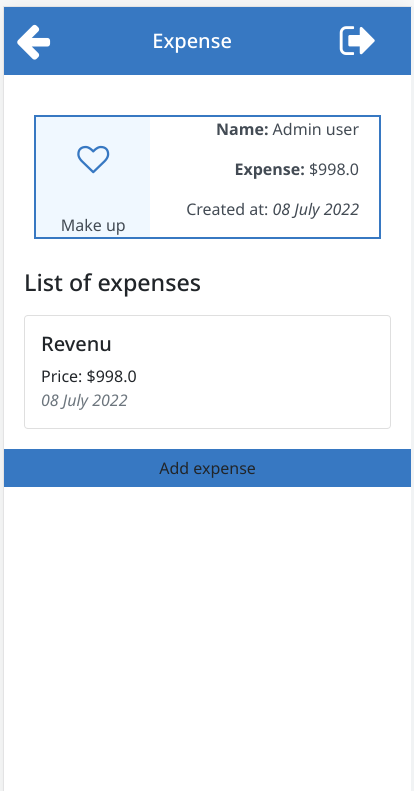 Expense
Name: Admin user
Expense: $998.0
Created at: 08 July 2022
Make up
List of expenses
Revenu
Price: $998.0
08 July 2022
Add expense